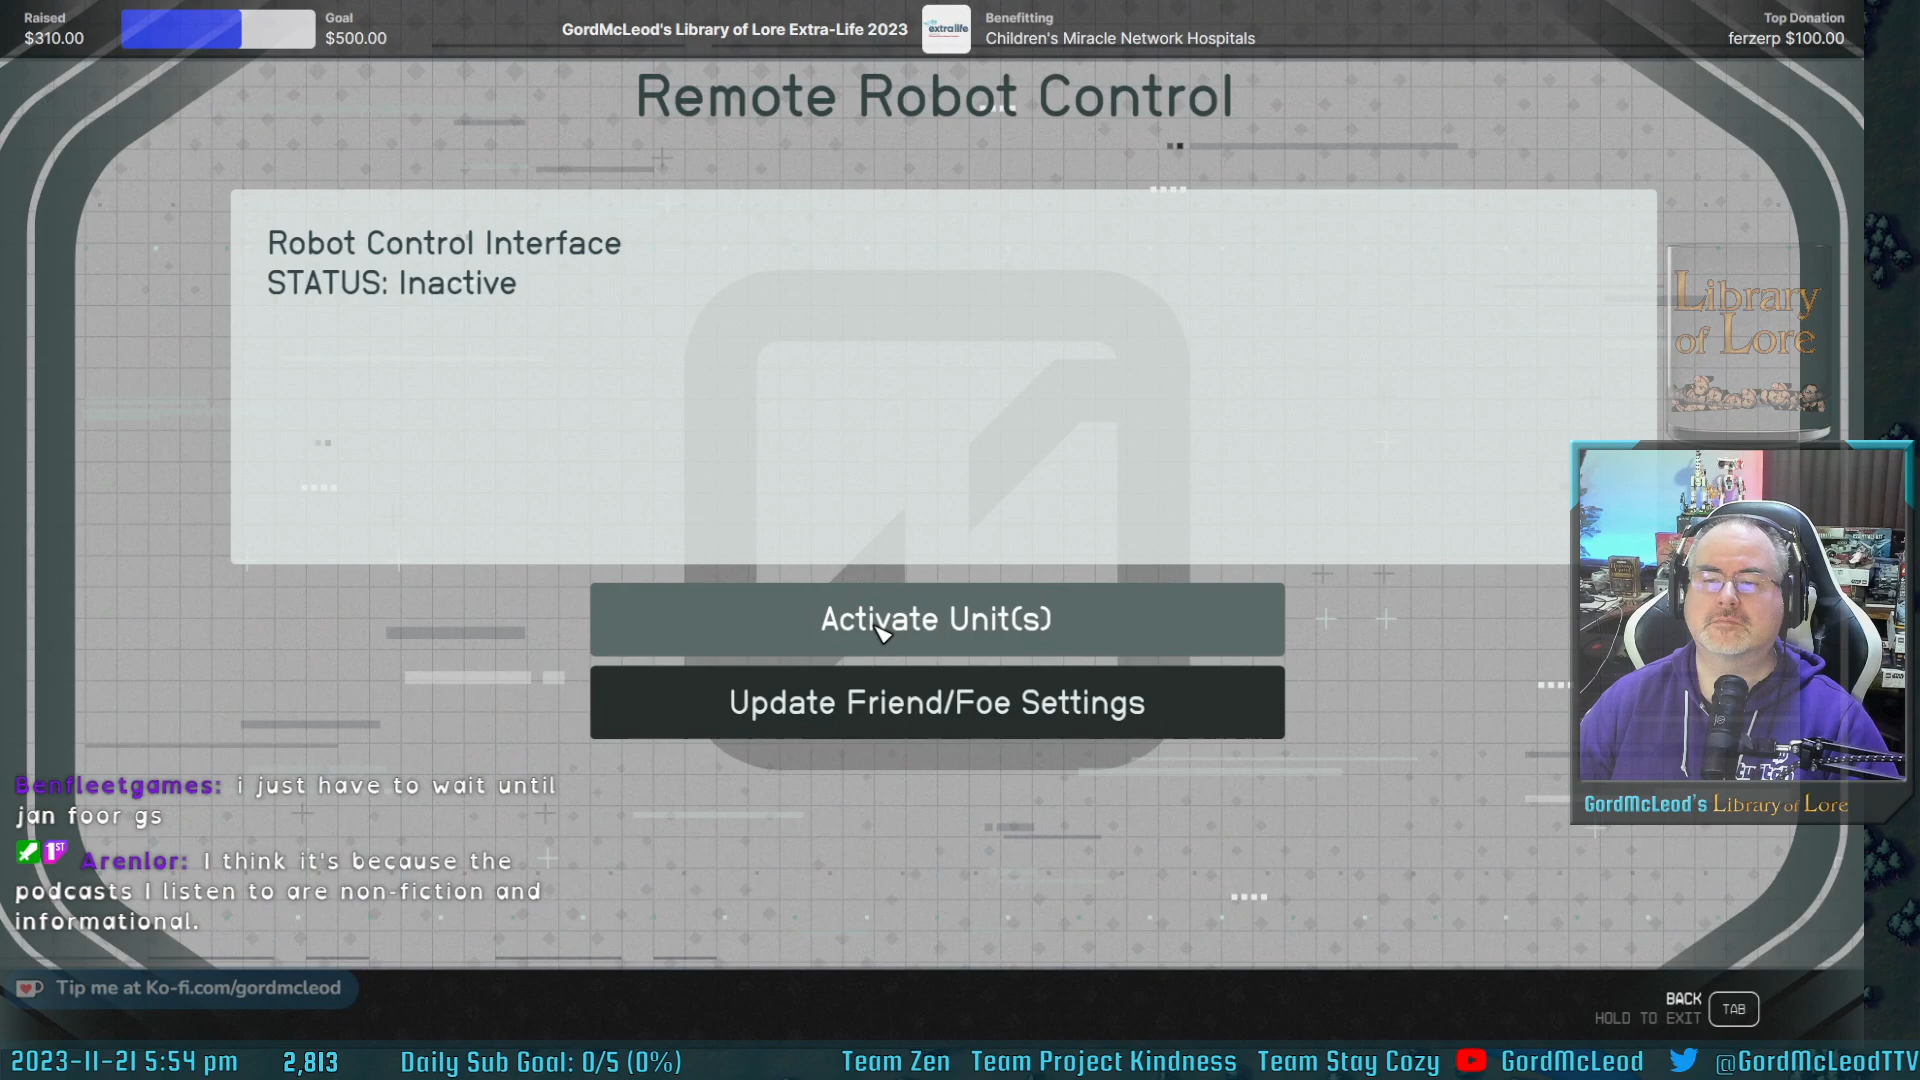 Raised
$310.00
Goal
$500.00
GordMcLeod's Library of Lore Extra-Life 2023
extralife
Benefitting
Children's Miracle Network Hospitals
Top Donation
ferzerp $100.00
Remote Robot Control
Robot Control Interface
STATUS: Inactive
Library
of Lore
Activate Unit(s)
Update Friend/Foe Settings
GordMcLeod's Library of Lore
Benfleetgames: i just have to wait until
jan foor gs
1ST Arenlor: I think it's because the
podcasts I listen to are non-fiction and
informational.
Tip me at Ko-fi.com/gordmcleod
BACK
HOLD TO EXIT
TAB
2023-11-21 5:54 pm 2,813 Daily Sub Goal: 0/5 (0%) Team Zen Team Project Kindness Team Stay Cozy GordMcLeod @GordMcLeodTTV